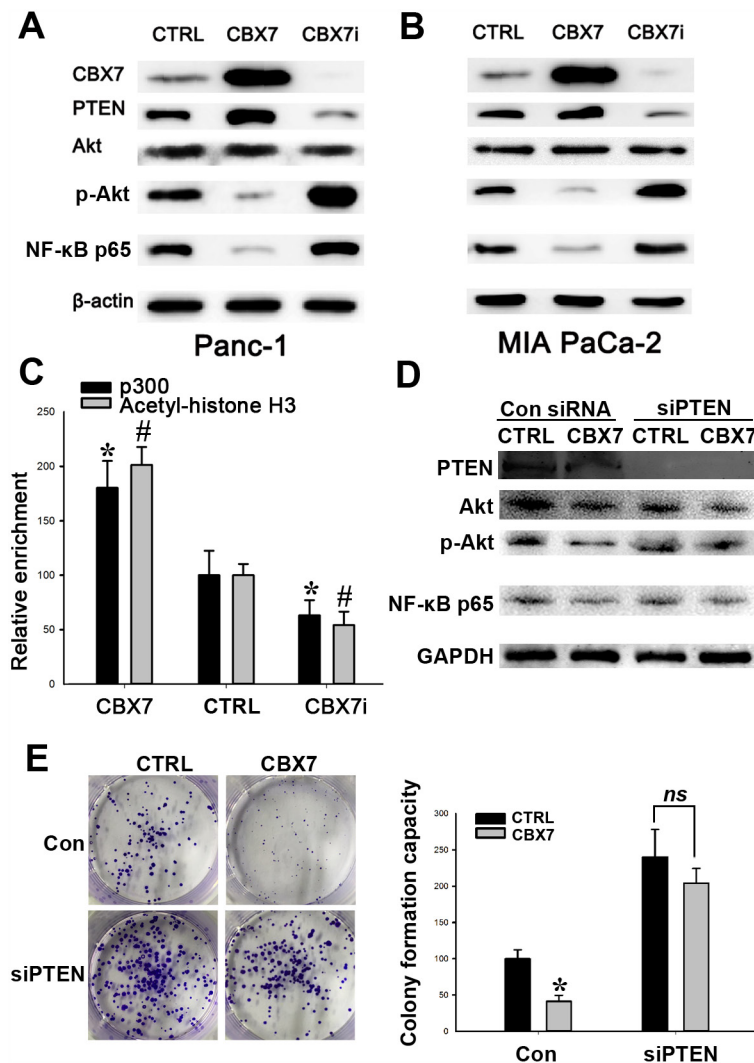 A
CTRL CBX7 CBX7i
CBX7
PTEN
Akt
p-Akt
NF-κB p65
β-actin
Panc-1
B
CTRL CBX7 CBX7i
MIA PaCa-2
C
p300
Acetyl-histone H3
Relative enrichment
250
200
150
100
50
0
* #
* #
CBX7 CTRL CBX7i
D
Con siRNA siPTEN
CTRL CBX7 CTRL CBX7
PTEN
Akt
p-Akt
NF-κB p65
GAPDH
E
CTRL CBX7
Con
siPTEN
CTRL
CBX7
ns
Colony formation capacity
300
250
200
150
100
50
0
*
Con siPTEN